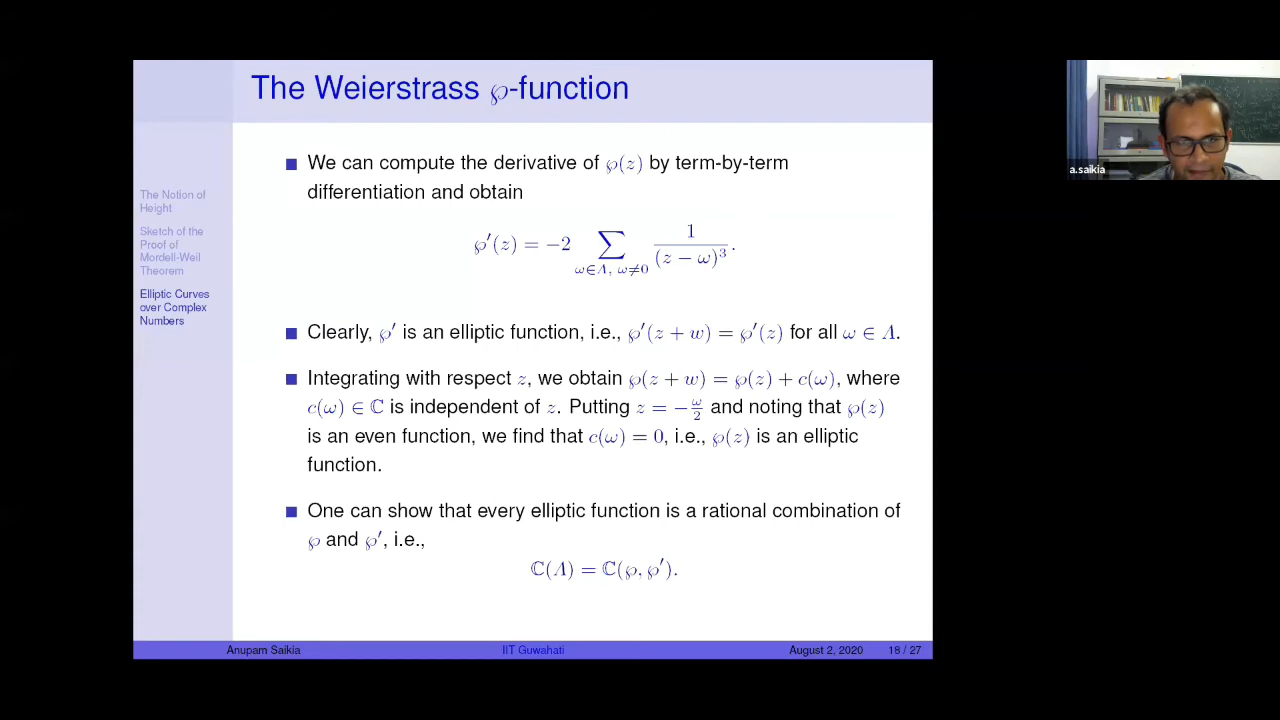 The Weierstrass ℘-function
The Notion of
Height
Sketch of the
Proof of
Mordell-Weil
Theorem
Elliptic Curves
over Complex
Numbers
■ We can compute the derivative of ℘(z) by term-by-term
differentiation and obtain
℘′(z) = −2 ∑_{ω∈Λ, ω≠0} 1/(z − ω)³.
■ Clearly, ℘′ is an elliptic function, i.e., ℘′(z + w) = ℘′(z) for all ω ∈ Λ.
■ Integrating with respect z, we obtain ℘(z + w) = ℘(z) + c(ω), where
c(ω) ∈ ℂ is independent of z. Putting z = −ω/2 and noting that ℘(z)
is an even function, we find that c(ω) = 0, i.e., ℘(z) is an elliptic
function.
■ One can show that every elliptic function is a rational combination of
℘ and ℘′, i.e.,
ℂ(Λ) = ℂ(℘, ℘′).
Anupam Saikia IIT Guwahati August 2, 2020 18 / 27
a.saikia